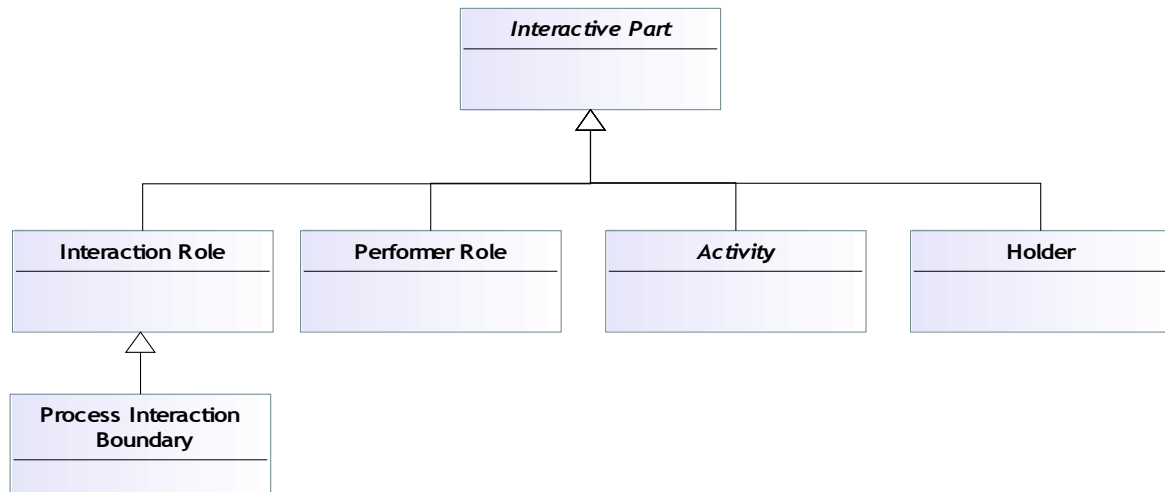 Interactive Part
Interaction Role
Performer Role
Activity
Holder
Process Interaction
Boundary